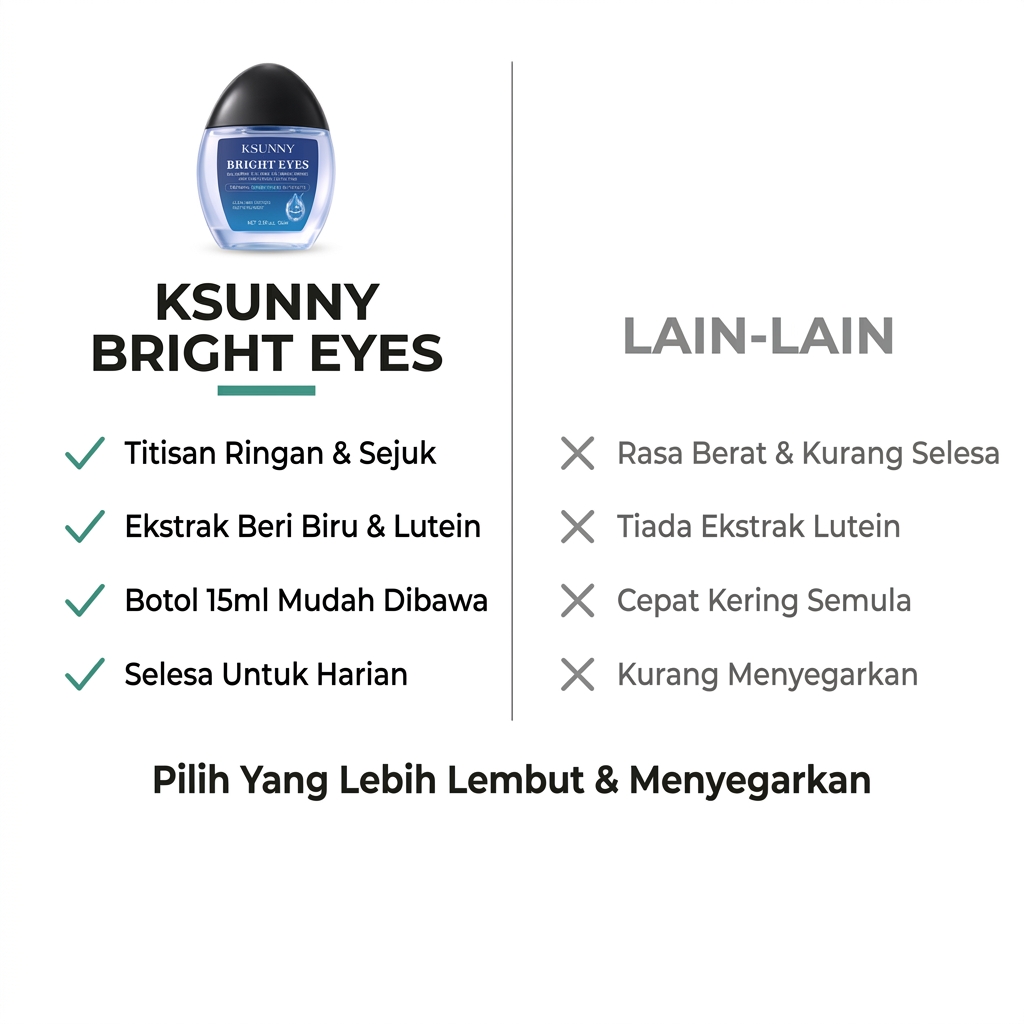 KSUNNY
BRIGHT EYES
KSUNNY
BRIGHT EYES
Titisan Ringan & Sejuk
Ekstrak Beri Biru & Lutein
Botol 15ml Mudah Dibawa
Selesa Untuk Harian
LAIN-LAIN
Rasa Berat & Kurang Selesa
Tiada Ekstrak Lutein
Cepat Kering Semula
Kurang Menyegarkan
Pilih Yang Lebih Lembut & Menyegarkan